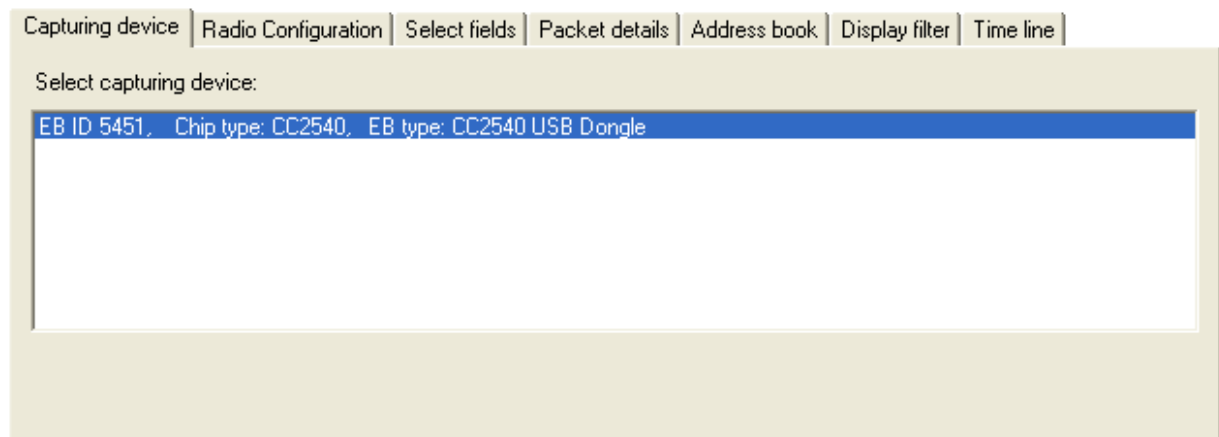 Capturing device Radio Configuration Select fields Packet details Address book Display filter Time line
Select capturing device:
EB ID 5451, Chip type: CC2540, EB type: CC2540 USB Dongle